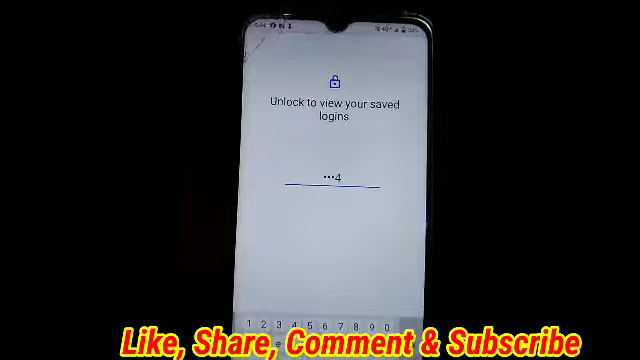 Unlock to view your saved
logins
•••4
1 2 3 4 5 6 7 8 9 0
Like, Share, Comment & Subscribe